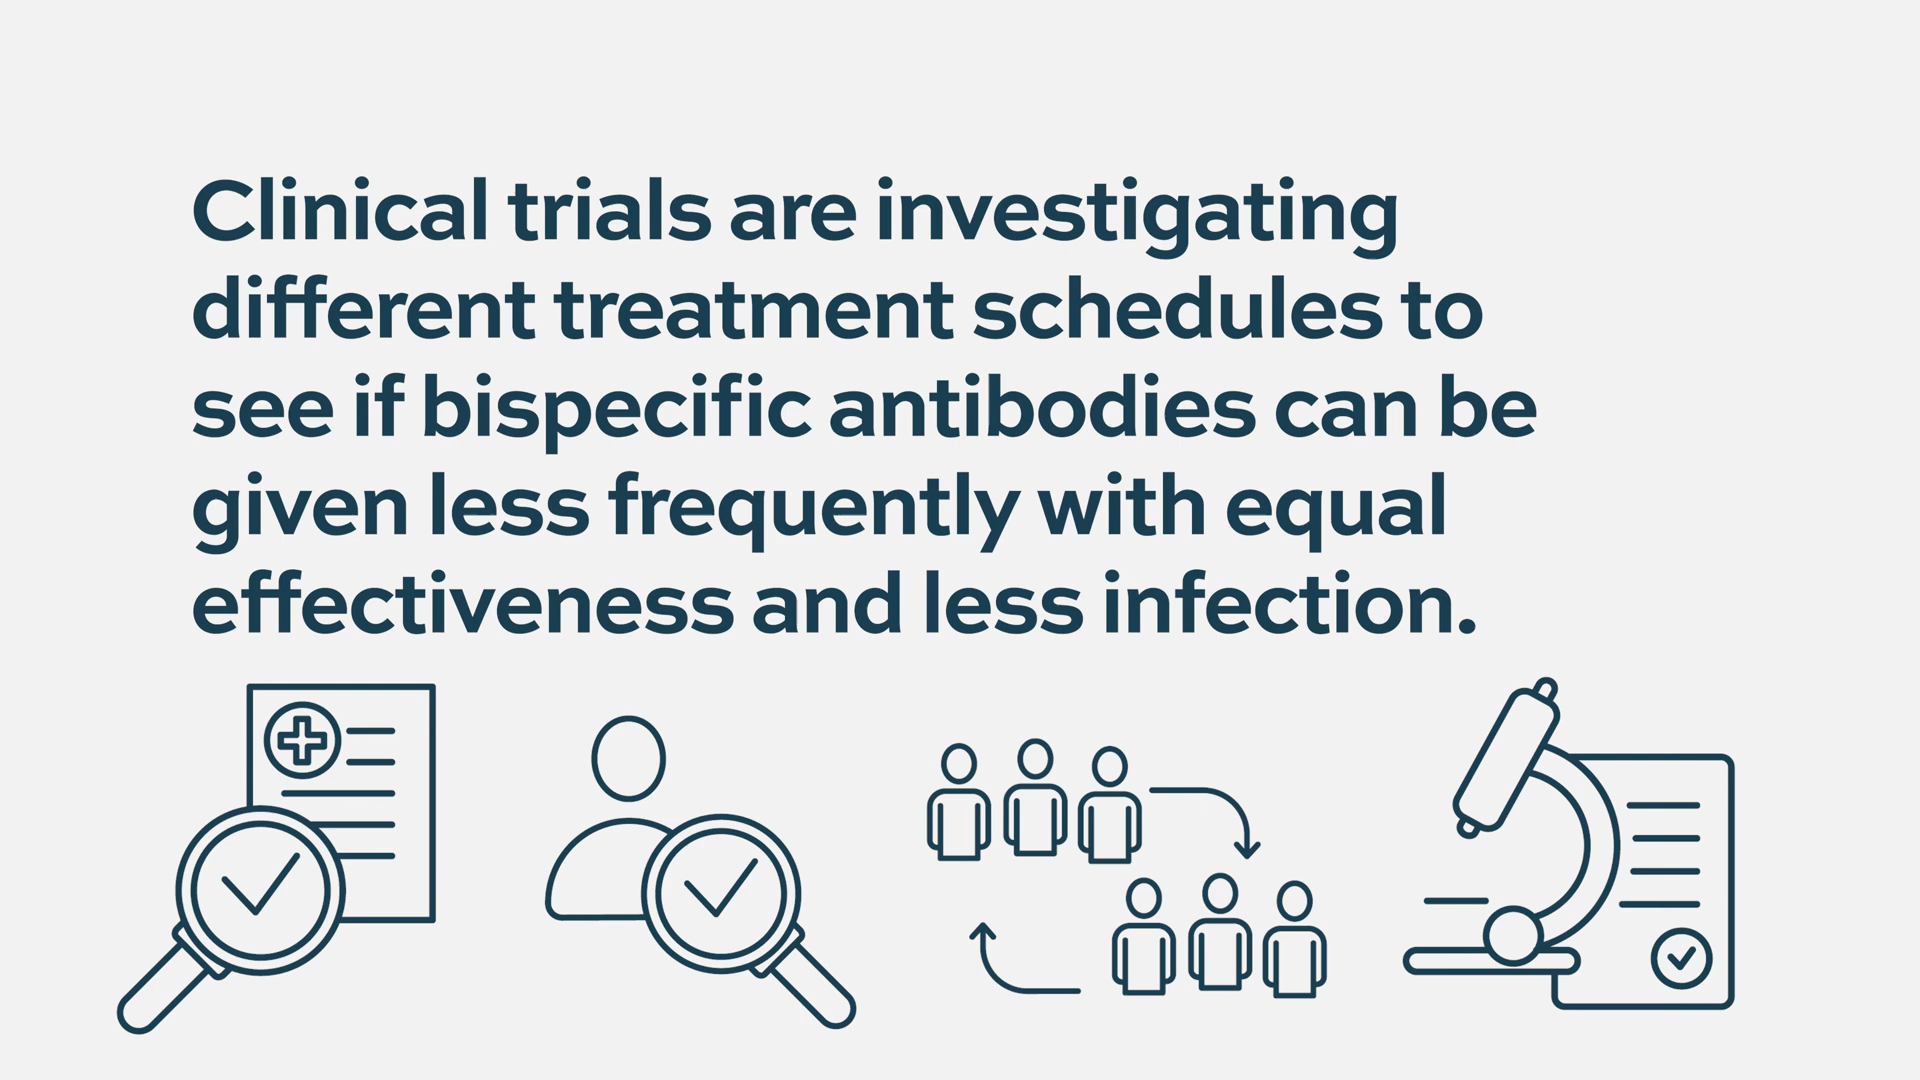 Clinical trials are investigating
different treatment schedules to
see if bispecific antibodies can be
given less frequently with equal
effectiveness and less infection.